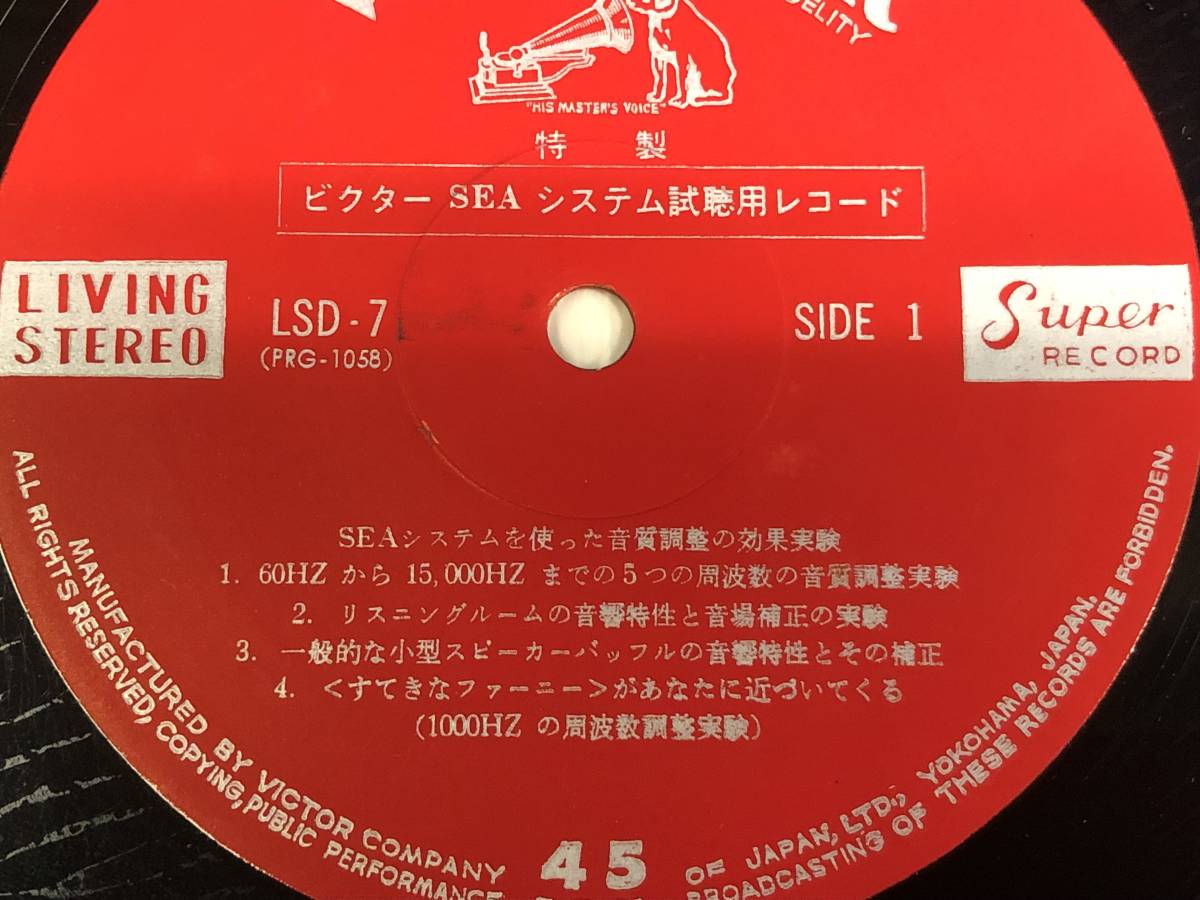 "HIS MASTER'S VOICE"
特製
ビクター SEA システム試聴用レコード
LIVING
STEREO
LSD-7
(PRG-1058)
SIDE 1
Super
RECORD
SEAシステムを使った音質調整の効果実験
1. 60HZ から 15,000HZ までの5つの周波数の音質調整実験
2. リスニングルームの音響特性と音場補正の実験
3. 一般的な小型スピーカーバッフルの音響特性とその補正
4. <すてきなファーニー>があなたに近づいてくる
(1000HZ の周波数調整実験)
45
MANUFACTURED BY VICTOR COMPANY OF JAPAN, LTD., YOKOHAMA, JAPAN.
ALL RIGHTS RESERVED, COPYING, PUBLIC PERFORMANCE BROADCASTING OF THESE RECORDS ARE FORBIDDEN.